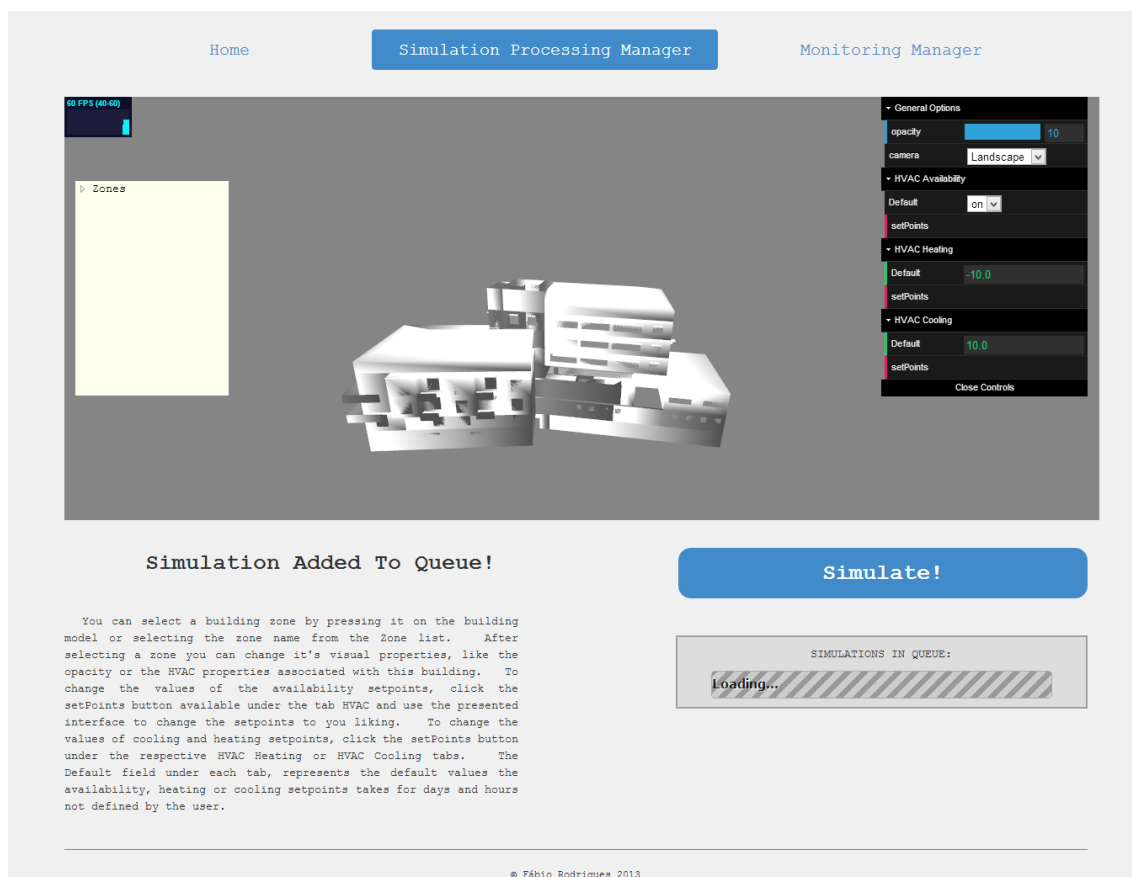 Home Simulation Processing Manager Monitoring Manager
60 FPS (40-60)
Zones
General Options
opacity 10
camera Landscape
HVAC Availability
Default on
setPoints
HVAC Heating
Default -10.0
setPoints
HVAC Cooling
Default 10.0
setPoints
Close Controls
Simulation Added To Queue!
You can select a building zone by pressing it on the building
model or selecting the zone name from the Zone list. After
selecting a zone you can change it's visual properties, like the
opacity or the HVAC properties associated with this building. To
change the values of the availability setpoints, click the
setPoints button available under the tab HVAC and use the presented
interface to change the setpoints to you liking. To change the
values of cooling and heating setpoints, click the setPoints button
under the respective HVAC Heating or HVAC Cooling tabs. The
Default field under each tab, represents the default values the
availability, heating or cooling setpoints takes for days and hours
not defined by the user.
Simulate!
SIMULATIONS IN QUEUE:
Loading...
© Fábio Rodrigues 2013